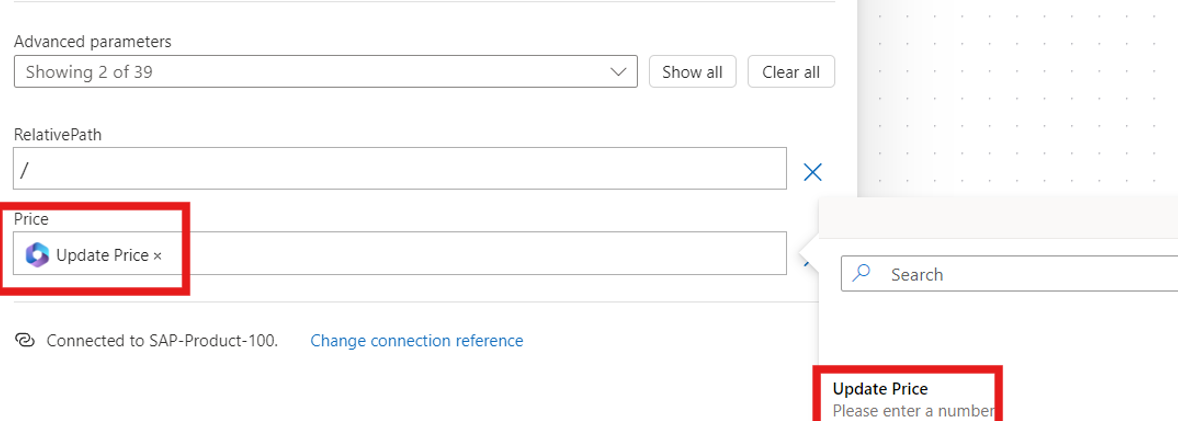 Advanced parameters
Showing 2 of 39
Show all
Clear all
RelativePath
/
Price
Update Price ×
Search
Connected to SAP-Product-100.
Change connection reference
Update Price
Please enter a number